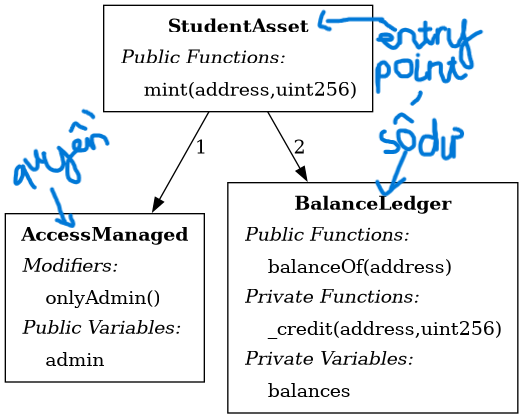 StudentAsset
Public Functions:
mint(address,uint256)
entry
point
1
2
quyền
số dư
AccessManaged
Modifiers:
onlyAdmin()
Public Variables:
admin
BalanceLedger
Public Functions:
balanceOf(address)
Private Functions:
_credit(address,uint256)
Private Variables:
balances